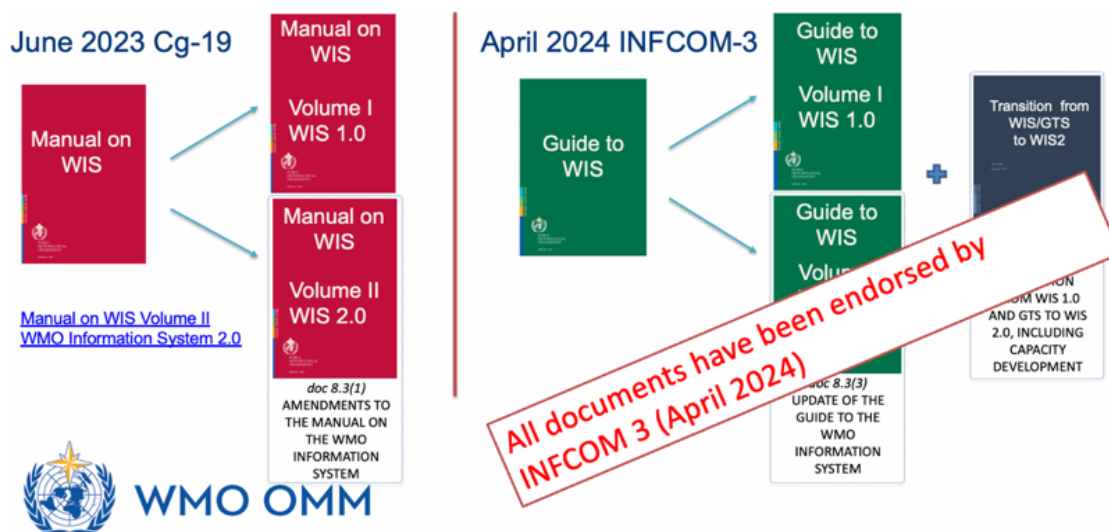 June 2023 Cg-19
Manual on
WIS
Manual on
WIS
Volume I
WIS 1.0
Manual on
WIS
Volume II
WIS 2.0
Manual on WIS Volume II
WMO Information System 2.0
doc 8.3(1)
AMENDMENTS TO
THE MANUAL ON
THE WMO
INFORMATION
SYSTEM
WMO OMM
April 2024 INFCOM-3
Guide to
WIS
Guide to
WIS
Volume I
WIS 1.0
Guide to
WIS
doc 8.3(3)
UPDATE OF THE
GUIDE TO THE
WMO
INFORMATION
SYSTEM
Transition from
WIS/GTS
to WIS2
WIS 1.0
AND GTS TO WIS
2.0, INCLUDING
CAPACITY
DEVELOPMENT
All documents have been endorsed by
INFCOM 3 (April 2024)